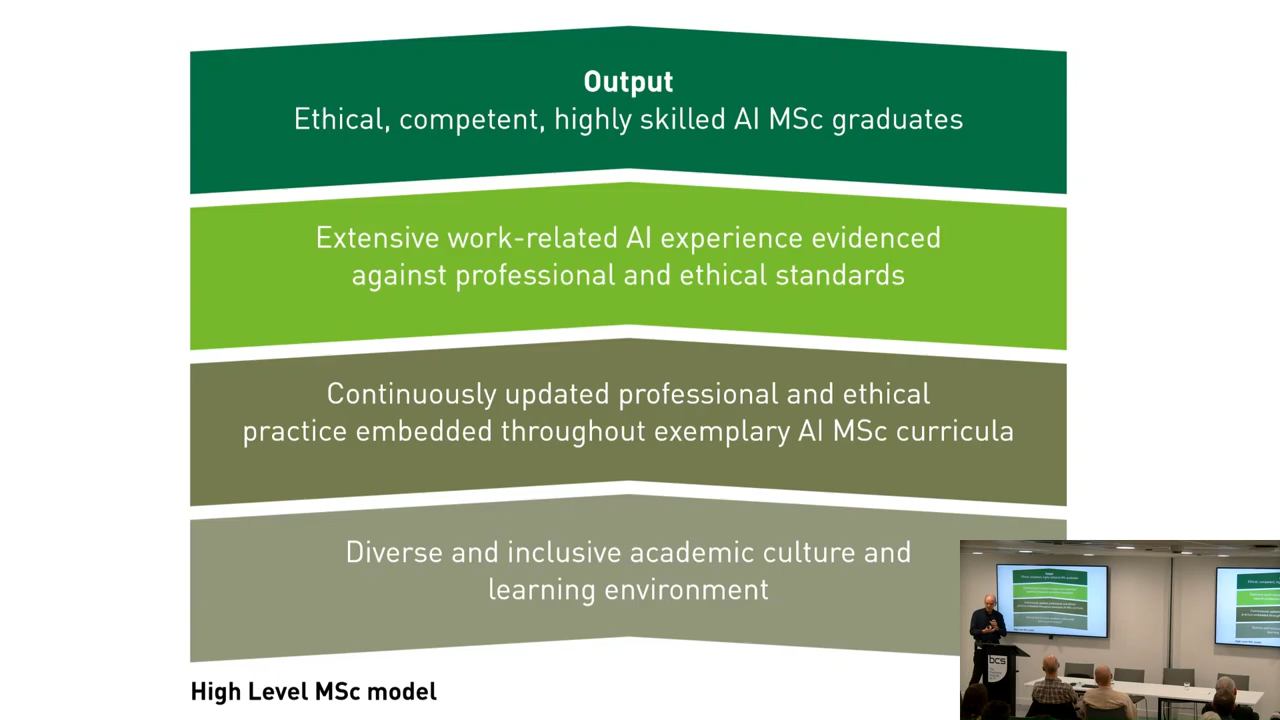 Output
Ethical, competent, highly skilled AI MSc graduates
Extensive work-related AI experience evidenced
against professional and ethical standards
Continuously updated professional and ethical
practice embedded throughout exemplary AI MSc curricula
Diverse and inclusive academic culture and
learning environment
High Level MSc model
bcs